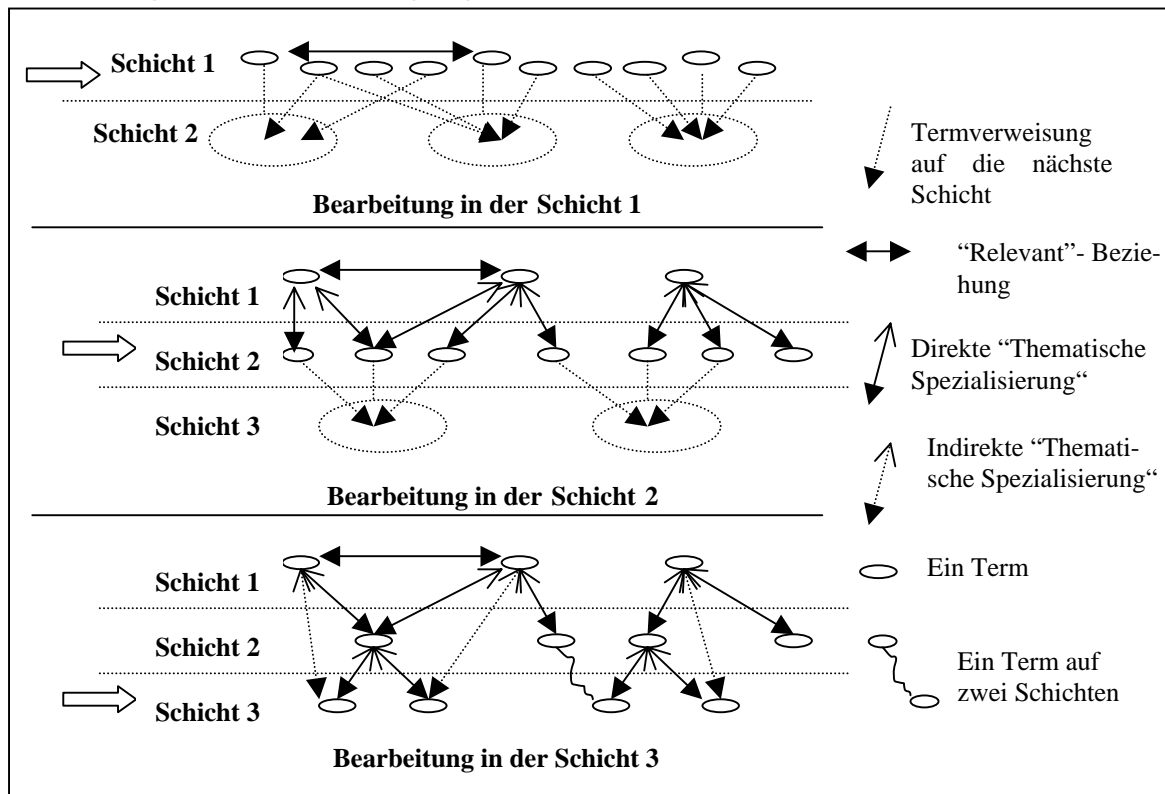 Schicht 1
Schicht 2
Bearbeitung in der Schicht 1
Schicht 1
Schicht 2
Schicht 3
Bearbeitung in der Schicht 2
Schicht 1
Schicht 2
Schicht 3
Bearbeitung in der Schicht 3
Termverweisung
auf die nächste
Schicht
“Relevant”- Bezie-
hung
Direkte “Thematische
Spezialisierung“
Indirekte “Themati-
sche Spezialisierung“
Ein Term
Ein Term auf
zwei Schichten